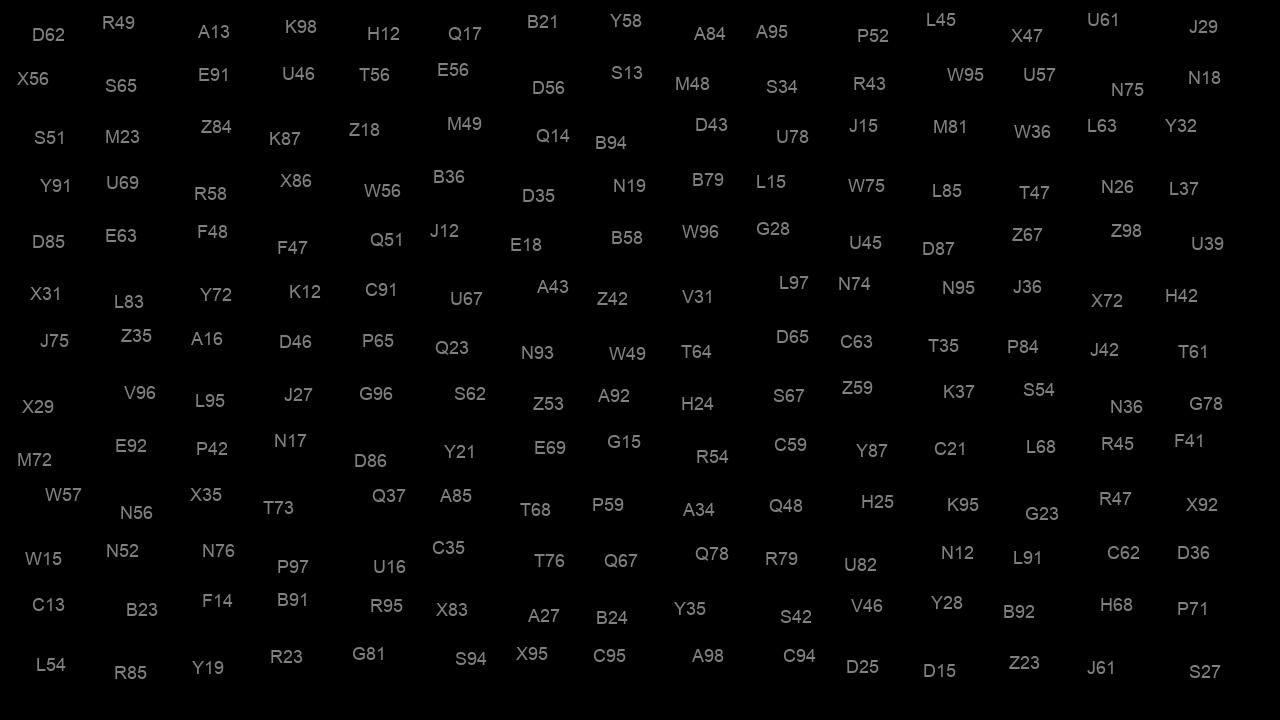 D62 R49 A13 K98 H12 Q17 B21 Y58 A84 A95 P52 L45 X47 U61 J29
X56 S65 E91 U46 T56 E56 D56 S13 M48 S34 R43 W95 U57 N75 N18
S51 M23 Z84 K87 Z18 M49 Q14 B94 D43 U78 J15 M81 W36 L63 Y32
Y91 U69 R58 X86 W56 B36 D35 N19 B79 L15 W75 L85 T47 N26 L37
D85 E63 F48 F47 Q51 J12 E18 B58 W96 G28 U45 D87 Z67 Z98 U39
X31 L83 Y72 K12 C91 U67 A43 Z42 V31 L97 N74 N95 J36 X72 H42
J75 Z35 A16 D46 P65 Q23 N93 W49 T64 D65 C63 T35 P84 J42 T61
X29 V96 L95 J27 G96 S62 Z53 A92 H24 S67 Z59 K37 S54 N36 G78
M72 E92 P42 N17 D86 Y21 E69 G15 R54 C59 Y87 C21 L68 R45 F41
W57 N56 X35 T73 Q37 A85 T68 P59 A34 Q48 H25 K95 G23 R47 X92
W15 N52 N76 P97 U16 C35 T76 Q67 Q78 R79 U82 N12 L91 C62 D36
C13 B23 F14 B91 R95 X83 A27 B24 Y35 S42 V46 Y28 B92 H68 P71
L54 R85 Y19 R23 G81 S94 X95 C95 A98 C94 D25 D15 Z23 J61 S27